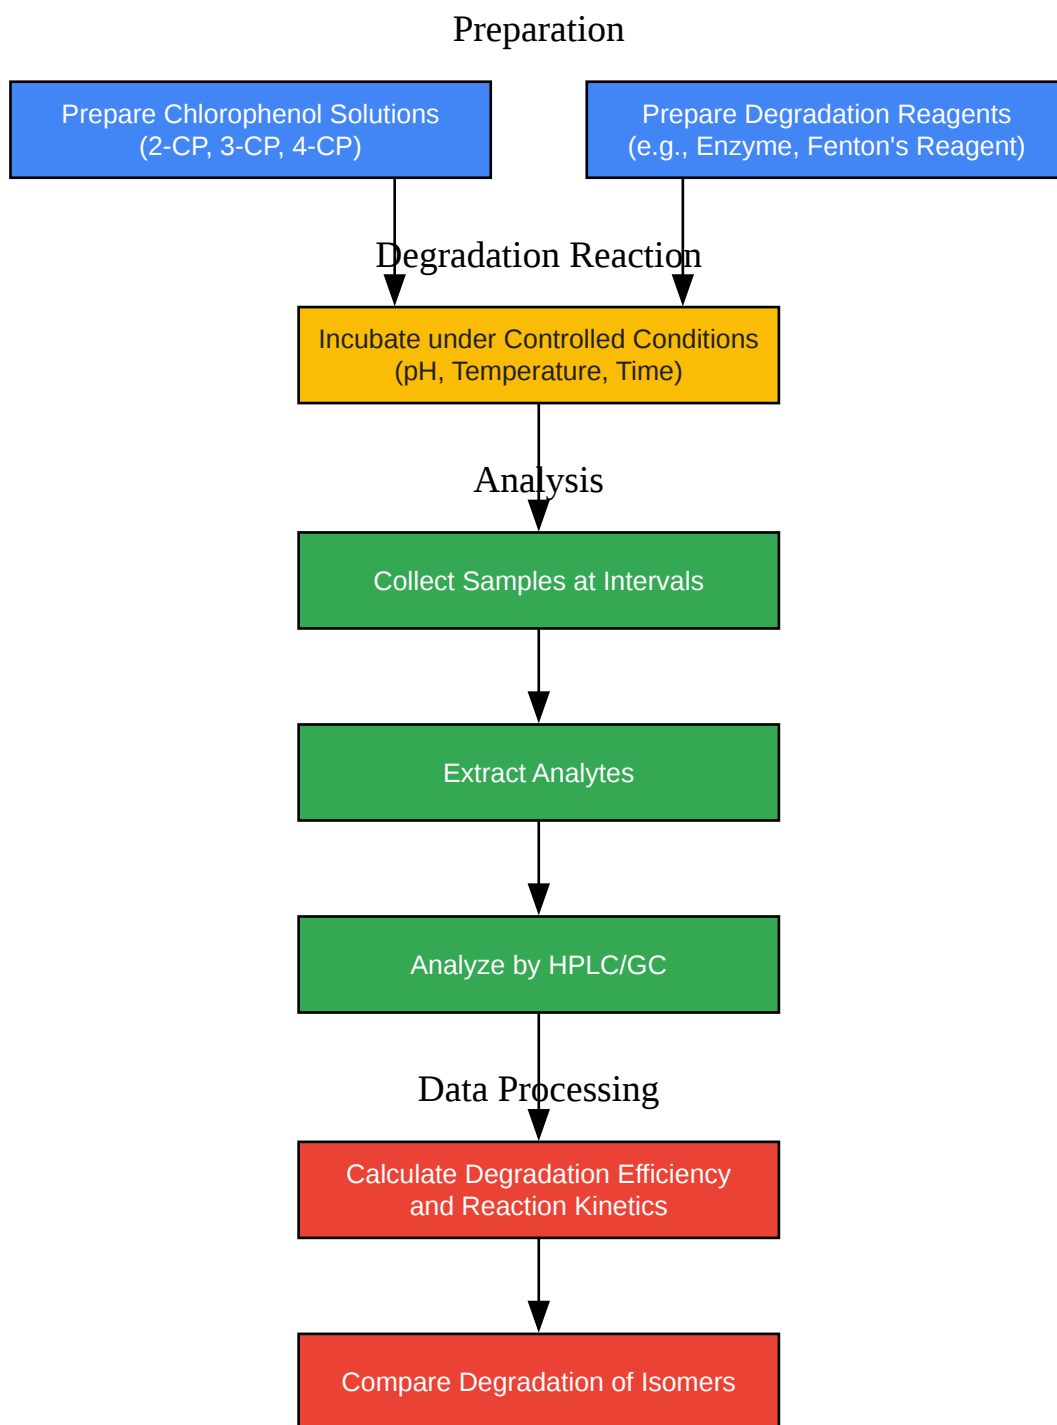 Preparation
Prepare Chlorophenol Solutions
(2-CP, 3-CP, 4-CP)
Prepare Degradation Reagents
(e.g., Enzyme, Fenton's Reagent)
Degradation Reaction
Incubate under Controlled Conditions
(pH, Temperature, Time)
Analysis
Collect Samples at Intervals
Extract Analytes
Analyze by HPLC/GC
Data Processing
Calculate Degradation Efficiency
and Reaction Kinetics
Compare Degradation of Isomers